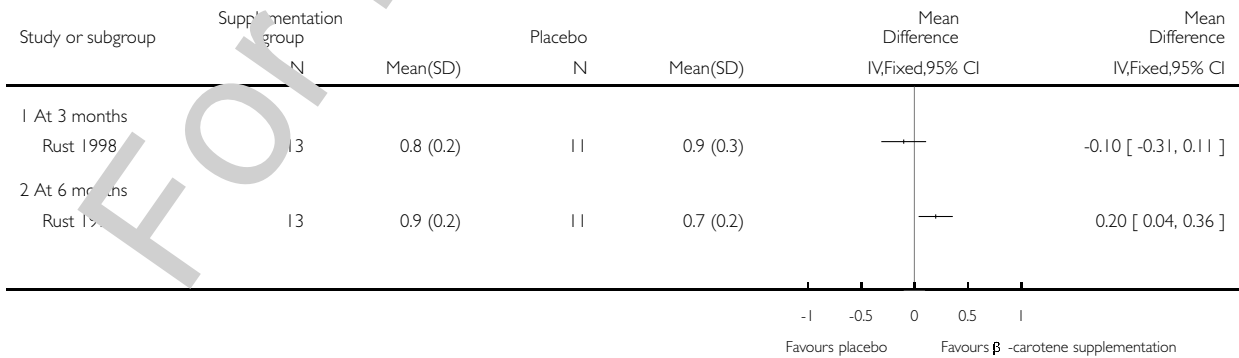 Study or subgroup Supplementation group Placebo Mean Difference Mean Difference
N Mean(SD) N Mean(SD) IV,Fixed,95% CI IV,Fixed,95% CI
1 At 3 months
Rust 1998 13 0.8 (0.2) 11 0.9 (0.3) -0.10 [ -0.31, 0.11 ]
2 At 6 months
Rust 13 0.9 (0.2) 11 0.7 (0.2) 0.20 [ 0.04, 0.36 ]
-1 -0.5 0 0.5 1
Favours placebo Favours β -carotene supplementation
For